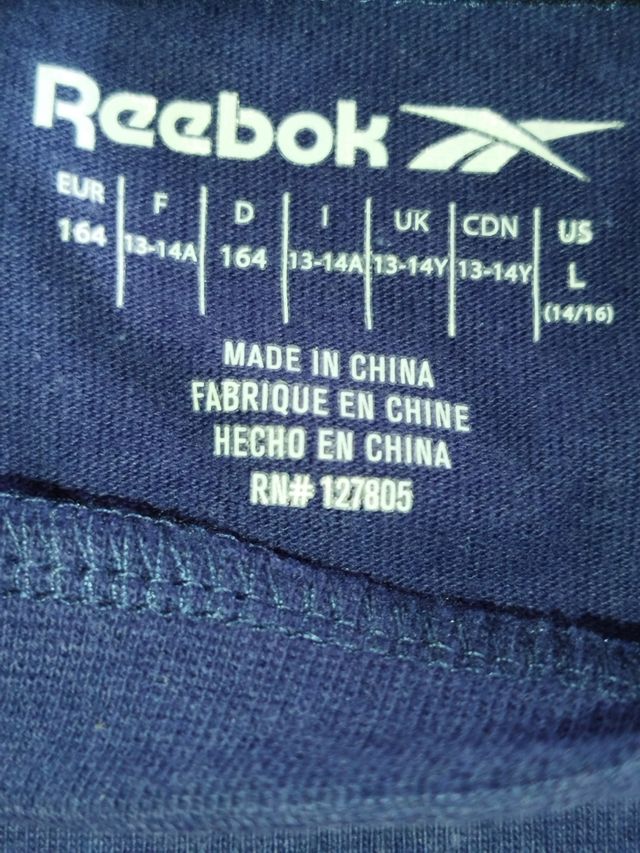 Reebok
EUR F D I UK CDN US
164 13-14A 164 13-14A 13-14Y 13-14Y L
(14/16)
MADE IN CHINA
FABRIQUE EN CHINE
HECHO EN CHINA
RN# 127805